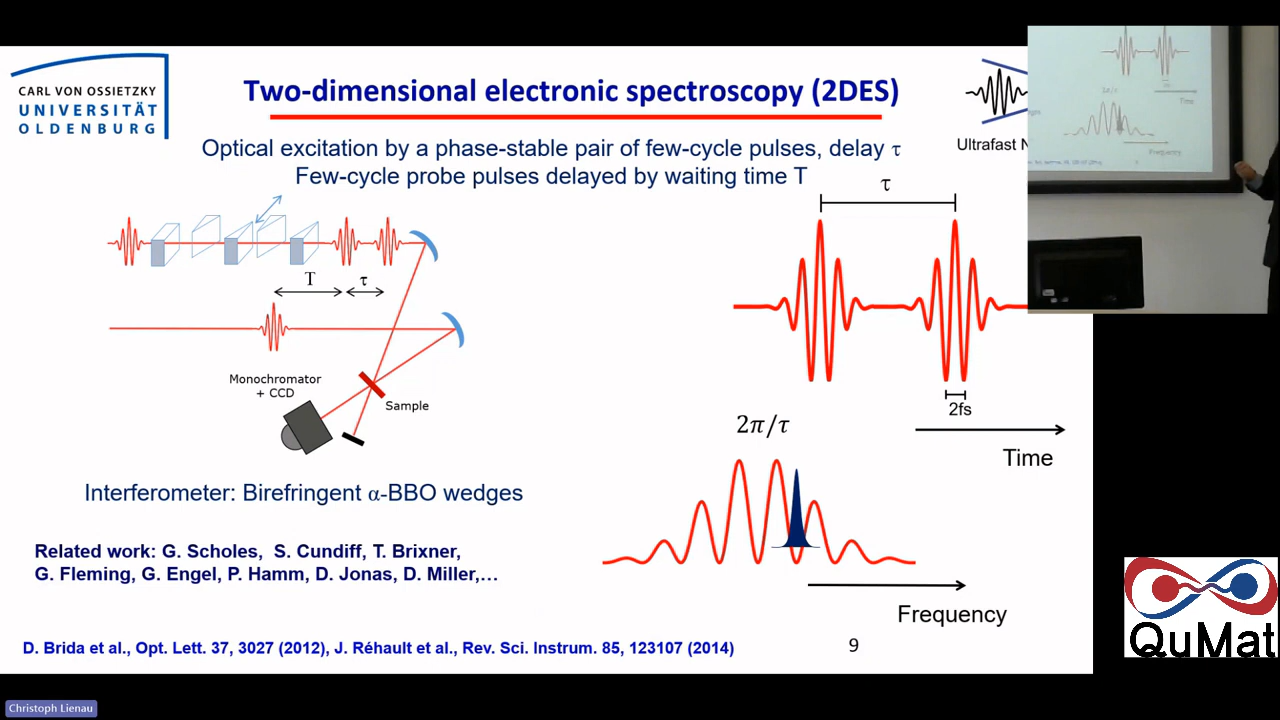 CARL VON OSSIETZKY
UNIVERSITÄT
OLDENBURG
Two-dimensional electronic spectroscopy (2DES)
Ultrafast N
Optical excitation by a phase-stable pair of few-cycle pulses, delay τ
Few-cycle probe pulses delayed by waiting time T
τ
T
τ
Monochromator
+ CCD
Sample
2fs
Time
2π/τ
Frequency
Interferometer: Birefringent α-BBO wedges
Related work: G. Scholes, S. Cundiff, T. Brixner,
G. Fleming, G. Engel, P. Hamm, D. Jonas, D. Miller,...
D. Brida et al., Opt. Lett. 37, 3027 (2012), J. Réhault et al., Rev. Sci. Instrum. 85, 123107 (2014)
9
QuMat
Christoph Lienau
2π/τ
Time
Frequency